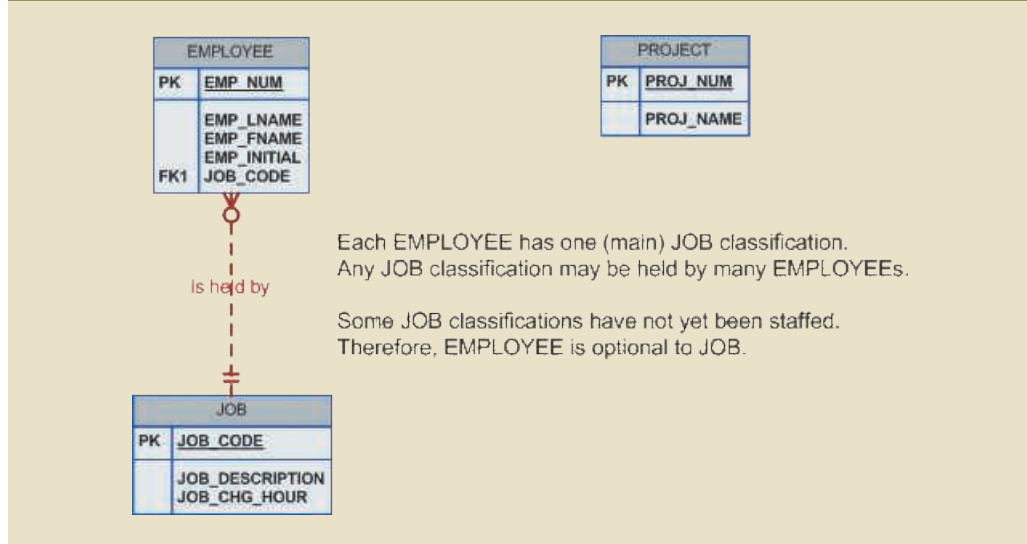 EMPLOYEE
PK EMP_NUM
EMP_LNAME
EMP_FNAME
EMP_INITIAL
FK1 JOB_CODE
PROJECT
PK PROJ_NUM
PROJ_NAME
Each EMPLOYEE has one (main) JOB classification.
Any JOB classification may be held by many EMPLOYEEs.
is held by
Some JOB classifications have not yet been staffed.
Therefore, EMPLOYEE is optional to JOB.
JOB
PK JOB_CODE
JOB_DESCRIPTION
JOB_CHG_HOUR